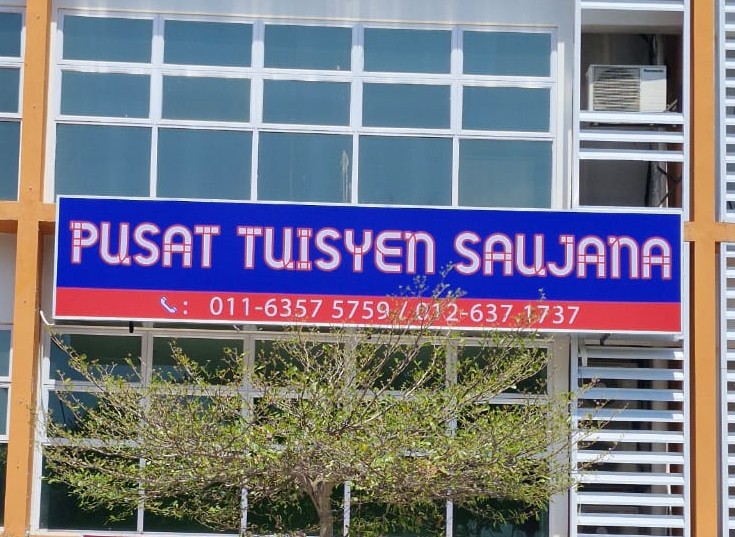 PUSAT TUISYEN SAUJANA
: 011-6357 5759 / 012-637 1737